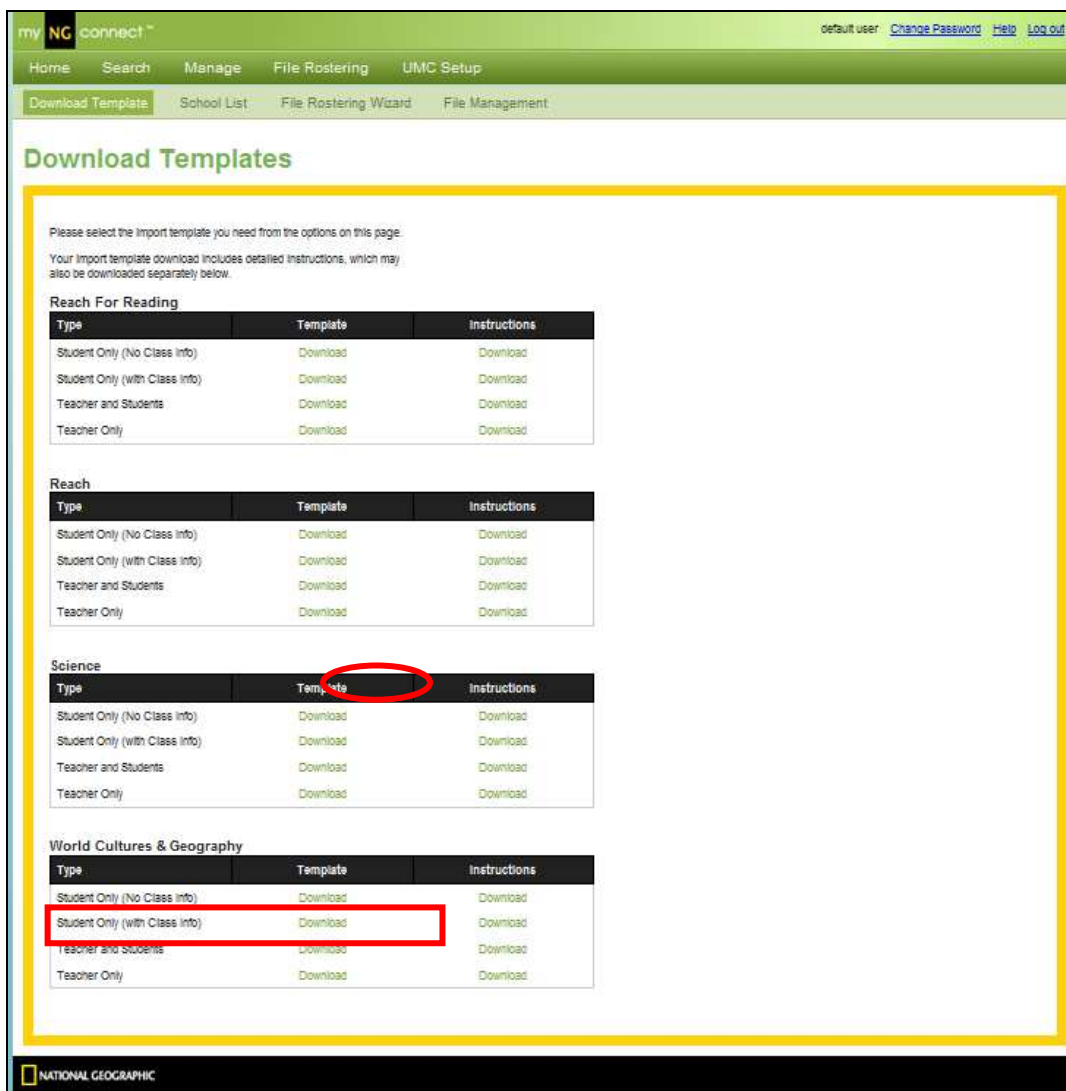 my NG connect™
default user Change Password Help Log out
Home Search Manage File Rostering UMC Setup
Download Template School List File Rostering Wizard File Management
Download Templates
Please select the import template you need from the options on this page.
Your import template download includes detailed instructions, which may
also be downloaded separately below.
Reach For Reading
Type Template Instructions
Student Only (No Class Info) Download Download
Student Only (with Class Info) Download Download
Teacher and Students Download Download
Teacher Only Download Download
Reach
Type Template Instructions
Student Only (No Class Info) Download Download
Student Only (with Class Info) Download Download
Teacher and Students Download Download
Teacher Only Download Download
Science
Type Template Instructions
Student Only (No Class Info) Download Download
Student Only (with Class Info) Download Download
Teacher and Students Download Download
Teacher Only Download Download
World Cultures & Geography
Type Template Instructions
Student Only (No Class Info) Download Download
Student Only (with Class Info) Download Download
Teacher and Students Download Download
Teacher Only Download Download
NATIONAL GEOGRAPHIC